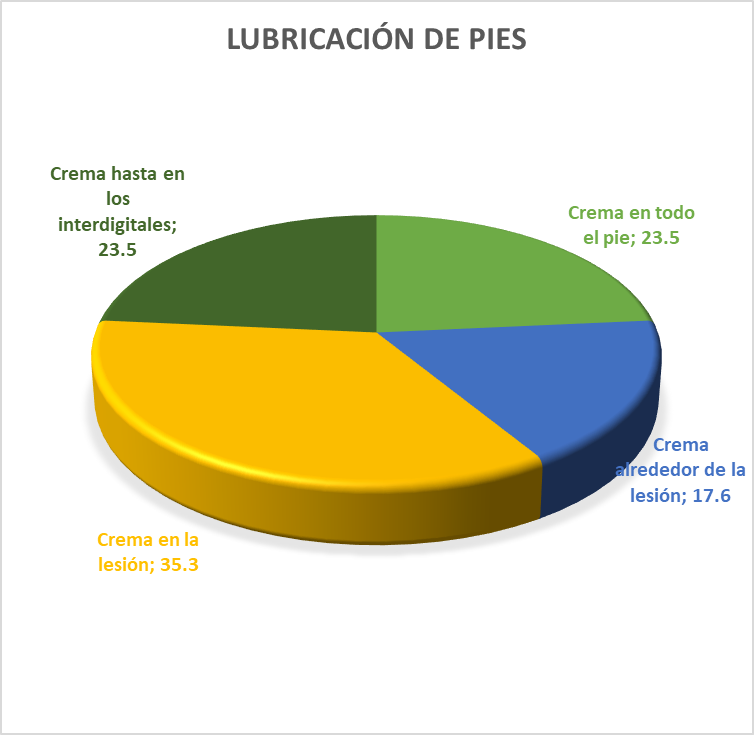 LUBRICACIÓN DE PIES
Crema hasta en
los
interdigitales;
23.5
Crema en todo
el pie; 23.5
Crema
alrededor de la
lesión; 17.6
Crema en la
lesión; 35.3